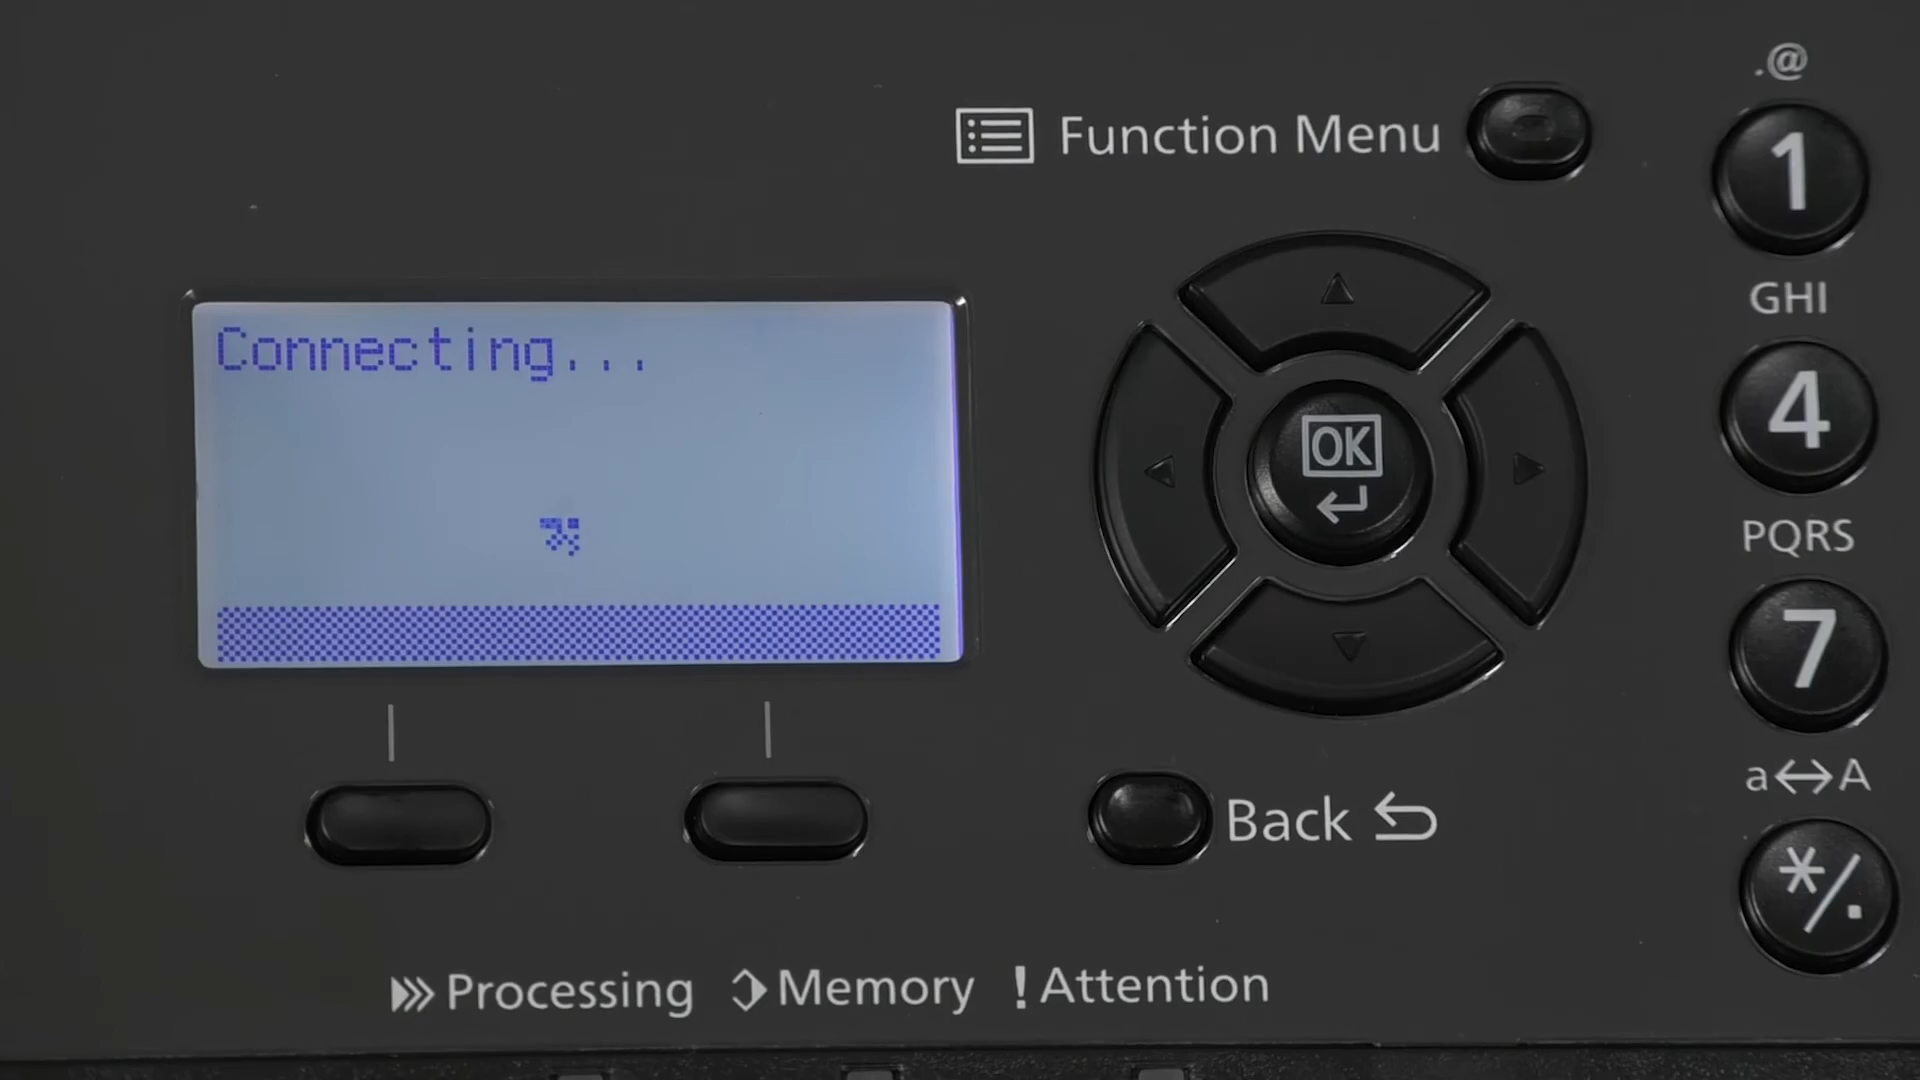 .@
Function Menu
1
Connecting...
GHI
OK
4
PQRS
7
a↔A
Back
*/.
Processing
Memory
!Attention